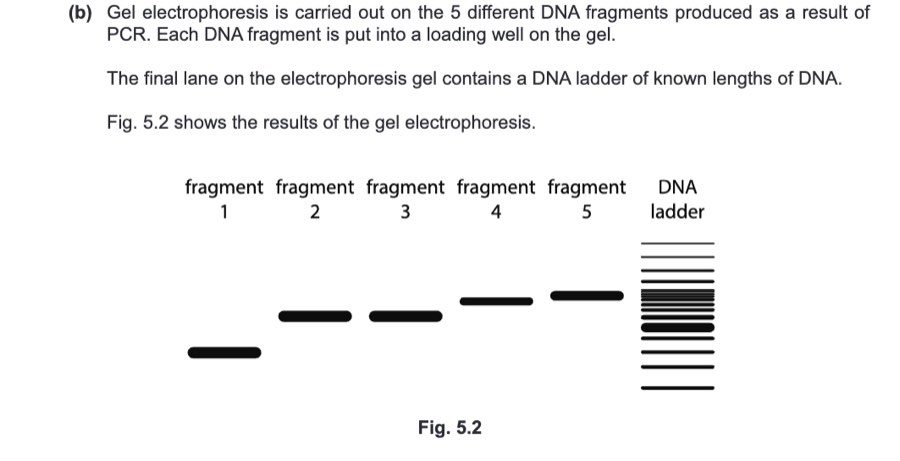 (b) Gel electrophoresis is carried out on the 5 different DNA fragments produced as a result of
PCR. Each DNA fragment is put into a loading well on the gel.
The final lane on the electrophoresis gel contains a DNA ladder of known lengths of DNA.
Fig. 5.2 shows the results of the gel electrophoresis.
fragment fragment fragment fragment fragment DNA
1 2 3 4 5 ladder
Fig. 5.2